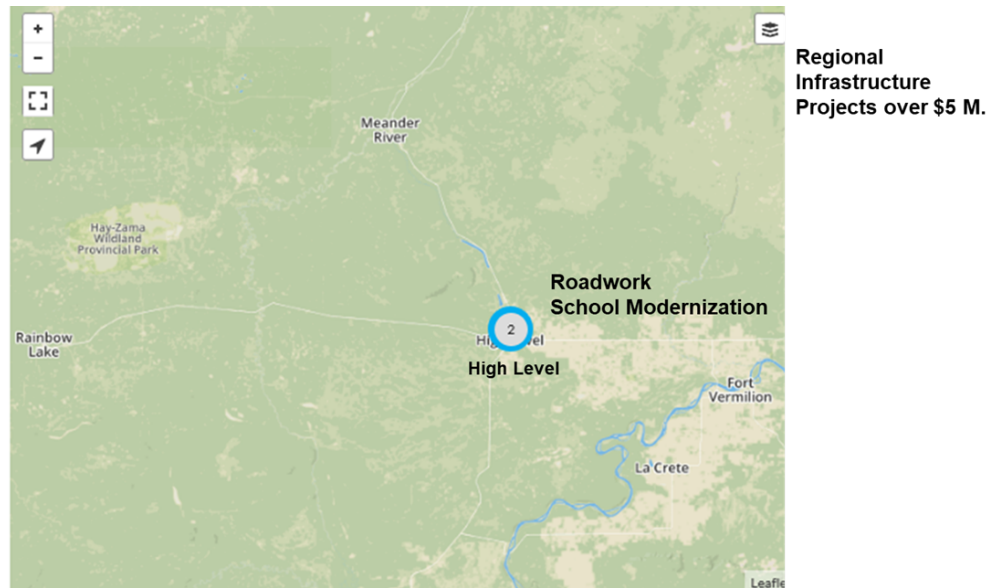 +
−
Regional
Infrastructure
Projects over $5 M.
Meander
River
Hay-Zama
Wildland
Provincial Park
Roadwork
School Modernization
2
Rainbow
Lake
High Level
Fort
Vermilion
La Crete
Leafle